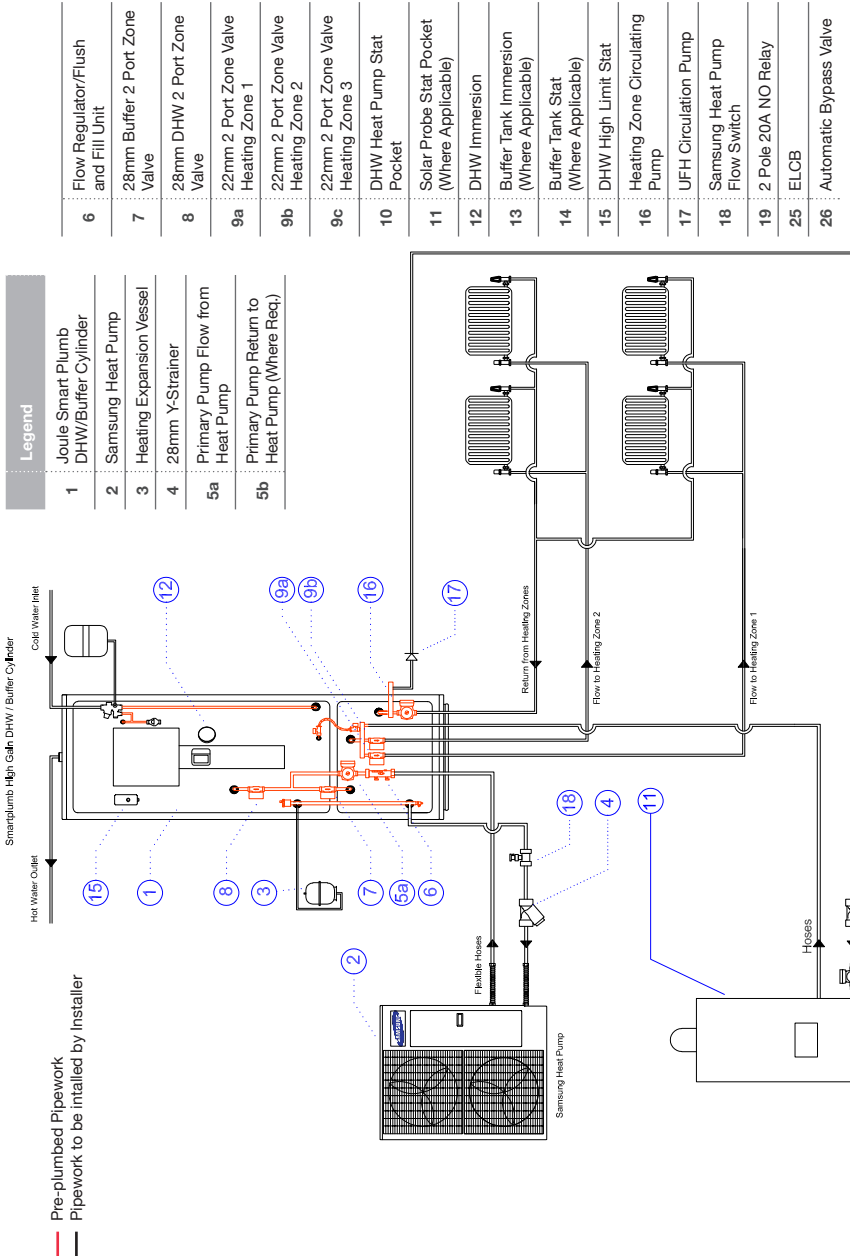 Pre-plumbed Pipework
Pipework to be intalled by Installer
Smartplumb High Gain DHW / Buffer Cylinder
Hot Water Outlet
Cold Water Inlet
15
1
8
3
7
5a
6
12
9a
9b
16
17
18
4
2
11
SAMSUNG
Samsung Heat Pump
Flexible Hoses
Hoses
Return from Heating Zones
Flow to Heating Zone 2
Flow to Heating Zone 1
Legend
1 Joule Smart Plumb
DHW/Buffer Cylinder
2 Samsung Heat Pump
3 Heating Expansion Vessel
4 28mm Y-Strainer
5a Primary Pump Flow from
Heat Pump
5b Primary Pump Return to
Heat Pump (Where Req.)
6 Flow Regulator/Flush
and Fill Unit
7 28mm Buffer 2 Port Zone
Valve
8 28mm DHW 2 Port Zone
Valve
9a 22mm 2 Port Zone Valve
Heating Zone 1
9b 22mm 2 Port Zone Valve
Heating Zone 2
9c 22mm 2 Port Zone Valve
Heating Zone 3
10 DHW Heat Pump Stat
Pocket
11 Solar Probe Stat Pocket
(Where Applicable)
12 DHW Immersion
13 Buffer Tank Immersion
(Where Applicable)
14 Buffer Tank Stat
(Where Applicable)
15 DHW High Limit Stat
16 Heating Zone Circulating
Pump
17 UFH Circulation Pump
18 Samsung Heat Pump
Flow Switch
19 2 Pole 20A NO Relay
25 ELCB
26 Automatic Bypass Valve